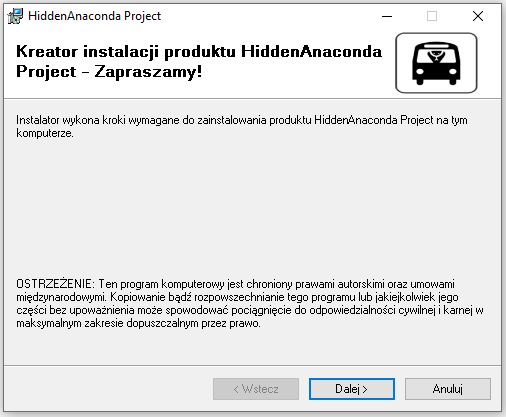 HiddenAnaconda Project
Kreator instalacji produktu HiddenAnaconda
Project - Zapraszamy!
Instalator wykona kroki wymagane do zainstalowania produktu HiddenAnaconda Project na tym
komputerze.
OSTRZEŻENIE: Ten program komputerowy jest chroniony prawami autorskimi oraz umowami
międzynarodowymi. Kopiowanie bądź rozpowszechnianie tego programu lub jakiejkolwiek jego
części bez upoważnienia może spowodować pociągnięcie do odpowiedzialności cywilnej i karnej w
maksymalnym zakresie dopuszczalnym przez prawo.
< Wstecz
Dalej >
Anuluj